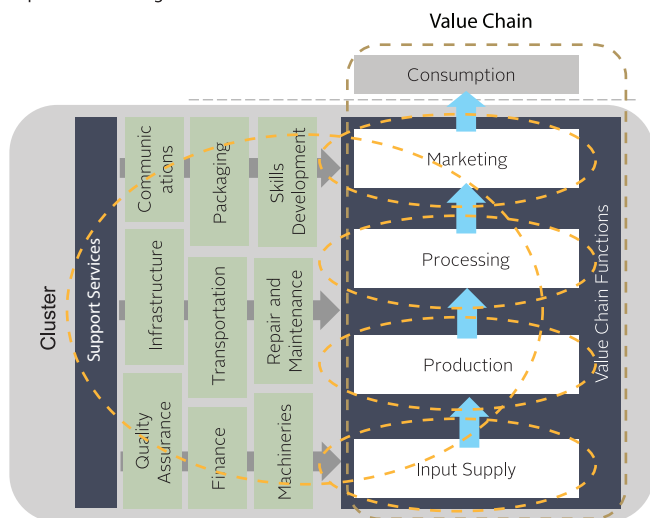 Value Chain
Consumption
Cluster
Support Services
Communic
ations
Packaging
Skills
Development
Marketing
Infrastructure
Transportation
Repair and
Maintenance
Processing
Production
Value Chain Functions
Quality
Assurance
Finance
Machineries
Input Supply